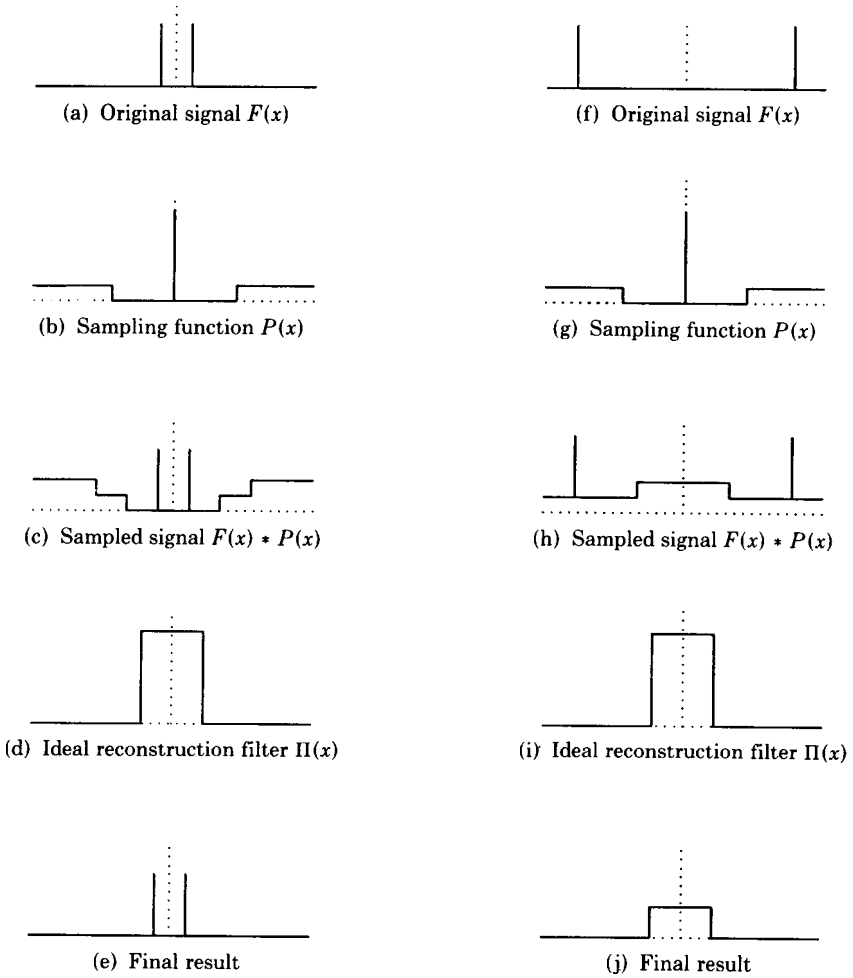 (a) Original signal F(x)
(f) Original signal F(x)
(b) Sampling function P(x)
(g) Sampling function P(x)
(c) Sampled signal F(x) * P(x)
(h) Sampled signal F(x) * P(x)
(d) Ideal reconstruction filter Π(x)
(i) Ideal reconstruction filter Π(x)
(e) Final result
(j) Final result